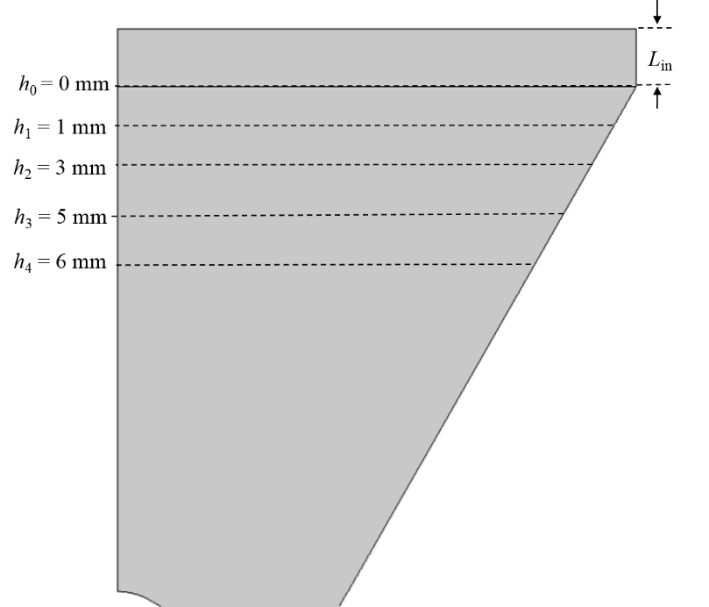 L_in
h_0 = 0 mm
h_1 = 1 mm
h_2 = 3 mm
h_3 = 5 mm
h_4 = 6 mm